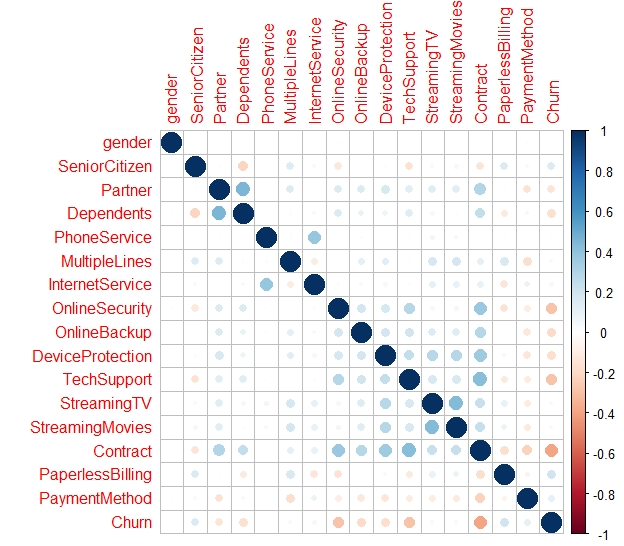 gender
SeniorCitizen
Partner
Dependents
PhoneService
MultipleLines
InternetService
OnlineSecurity
OnlineBackup
DeviceProtection
TechSupport
StreamingTV
StreamingMovies
Contract
PaperlessBilling
PaymentMethod
Churn
gender
SeniorCitizen
Partner
Dependents
PhoneService
MultipleLines
InternetService
OnlineSecurity
OnlineBackup
DeviceProtection
TechSupport
StreamingTV
StreamingMovies
Contract
PaperlessBilling
PaymentMethod
Churn
1
0.8
0.6
0.4
0.2
0
-0.2
-0.4
-0.6
-0.8
-1